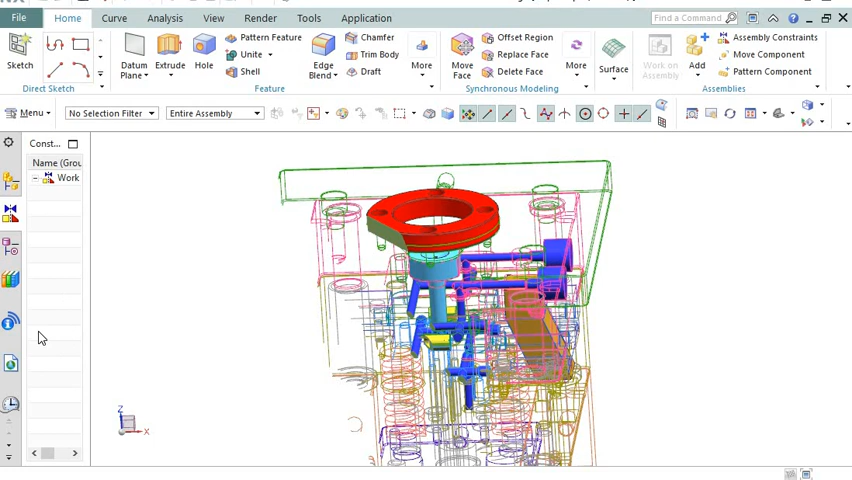 File Home Curve Analysis View Render Tools Application Find a Command
Sketch
Datum Plane
Extrude
Hole
Pattern Feature
Unite
Shell
Edge Blend
Chamfer
Trim Body
Draft
More
Move Face
Offset Region
Replace Face
Delete Face
More
Surface
Work on Assembly
Add
Assembly Constraints
Move Component
Pattern Component
Direct Sketch Feature Synchronous Modeling Assemblies
Menu No Selection Filter Entire Assembly
Const...
Name (Grou
Work
Z
X